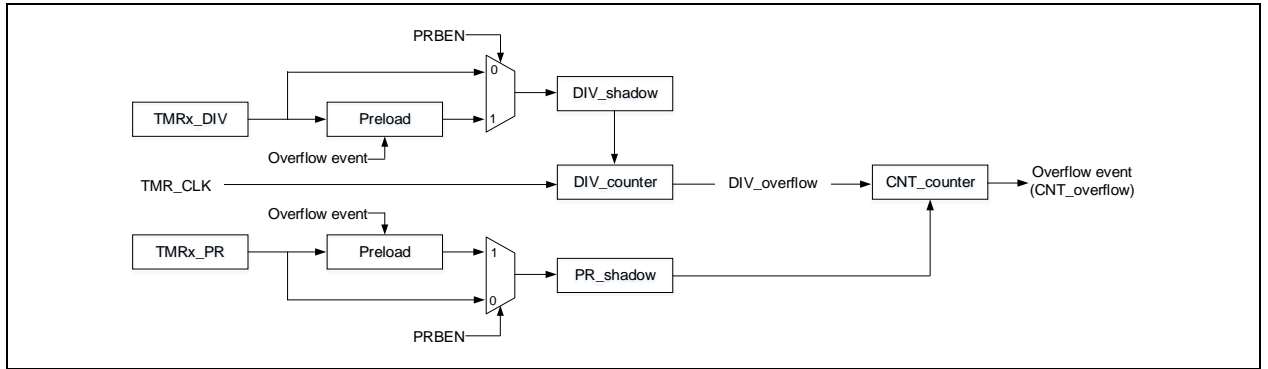 PRBEN
0
DIV_shadow
TMRx_DIV
Preload
1
Overflow event
TMR_CLK
DIV_counter
DIV_overflow
CNT_counter
Overflow event
(CNT_overflow)
Overflow event
TMRx_PR
Preload
1
PR_shadow
0
PRBEN